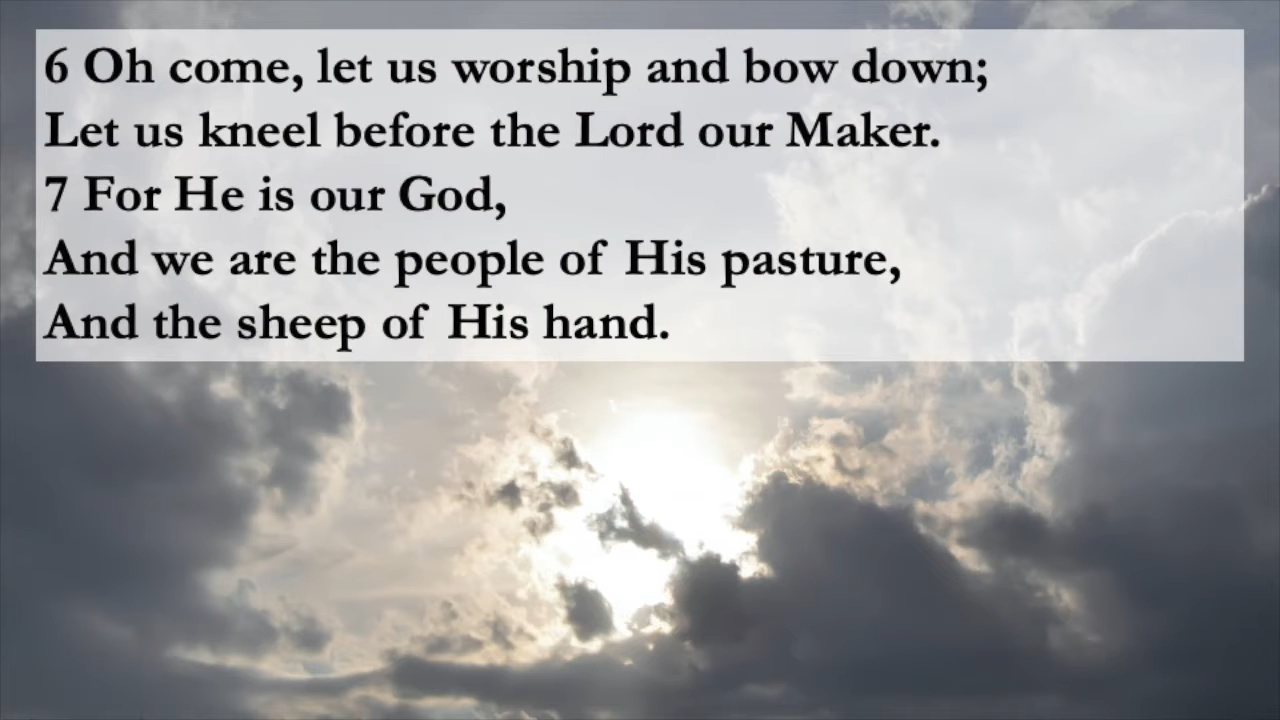 6 Oh come, let us worship and bow down;
Let us kneel before the Lord our Maker.
7 For He is our God,
And we are the people of His pasture,
And the sheep of His hand.